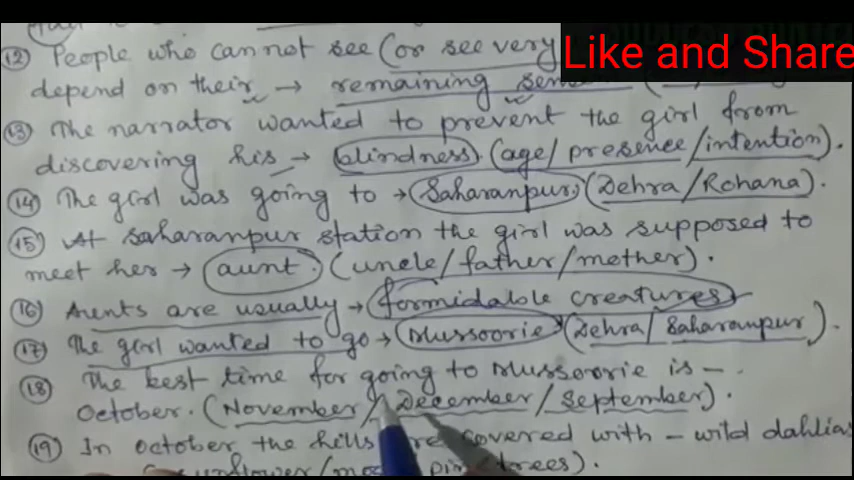 (12) People who cannot see (or see very
Like and Share
depend on their → remaining
(13) The narrator wanted to prevent the girl from
discovering his → blindness. (age/presence/intention).
(14) The girl was going to → Saharanpur. (Dehra/Rohana).
(15) At Saharanpur station the girl was supposed to
meet her → aunt. (uncle/father/mother).
(16) Aunts are usually → formidable creatures
(17) The girl wanted to go → Mussoorie (Dehra/Saharanpur).
(18) The best time for going to Mussoorie is -
October. (November/December/September).
(19) In October the hills are covered with - wild dahlias